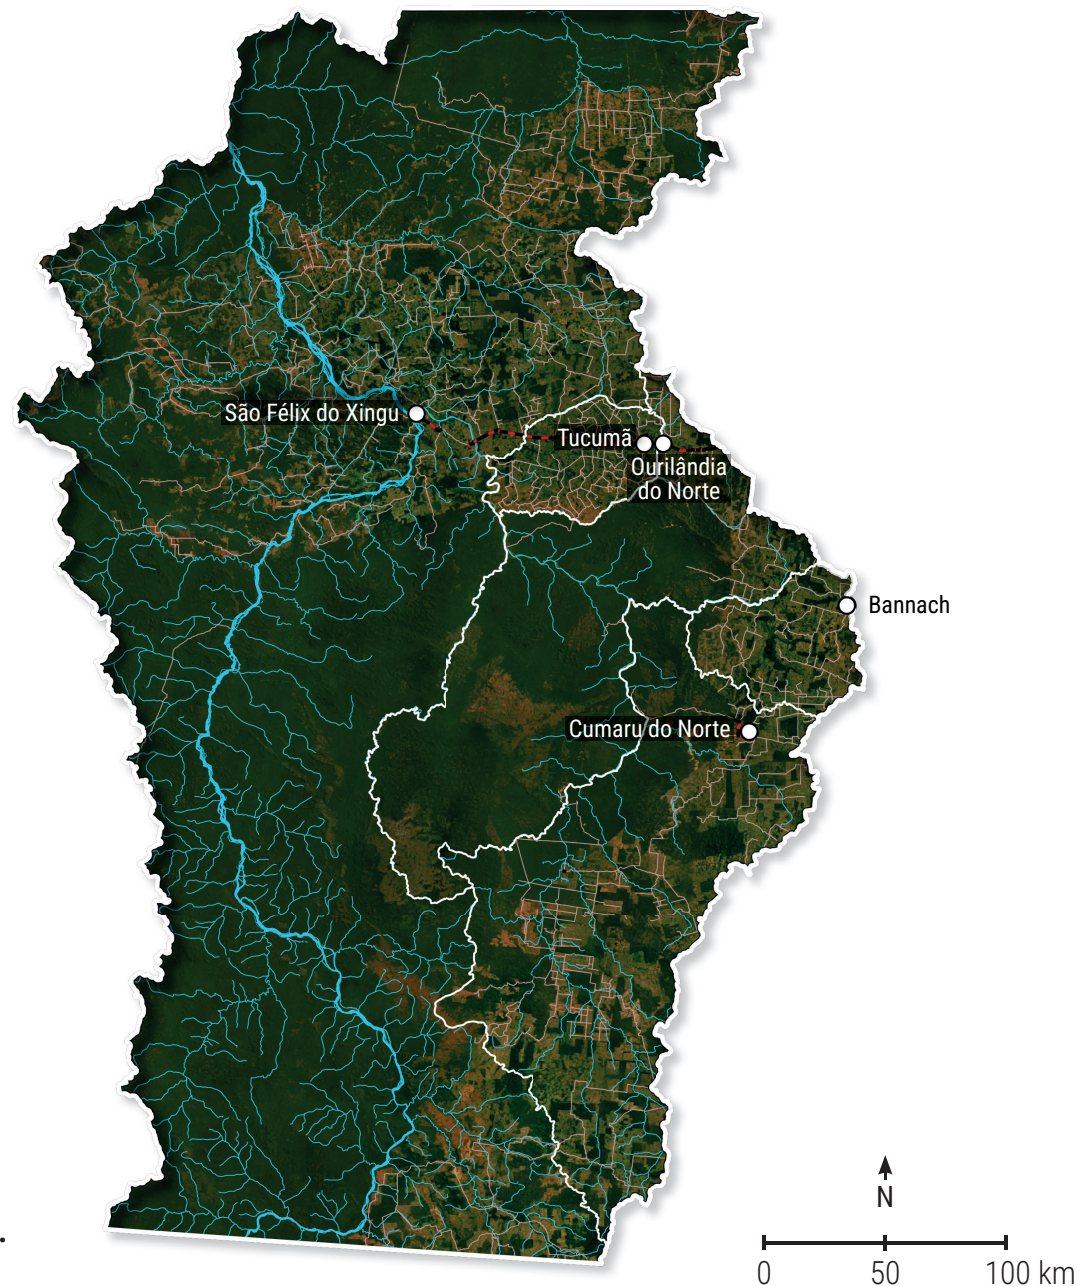 São Félix do Xingu
Tucumã
Ourilândia
do Norte
Bannach
Cumaru do Norte
N
0 50 100 km